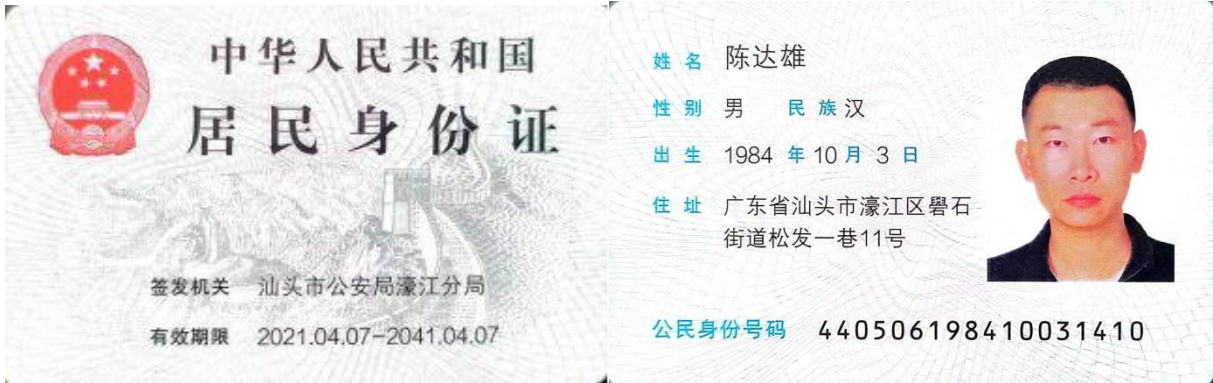 中华人民共和国
居民身份证
签发机关 汕头市公安局濠江分局
有效期限 2021.04.07-2041.04.07
姓名 陈达雄
性别 男 民族 汉
出生 1984 年 10 月 3 日
住址 广东省汕头市濠江区礐石
街道松发一巷11号
公民身份号码 440506198410031410